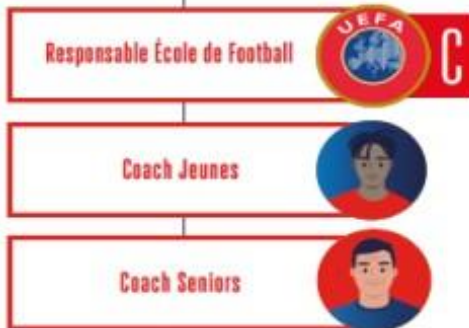 UEFA
Responsable École de Football
C
Coach Jeunes
Coach Seniors